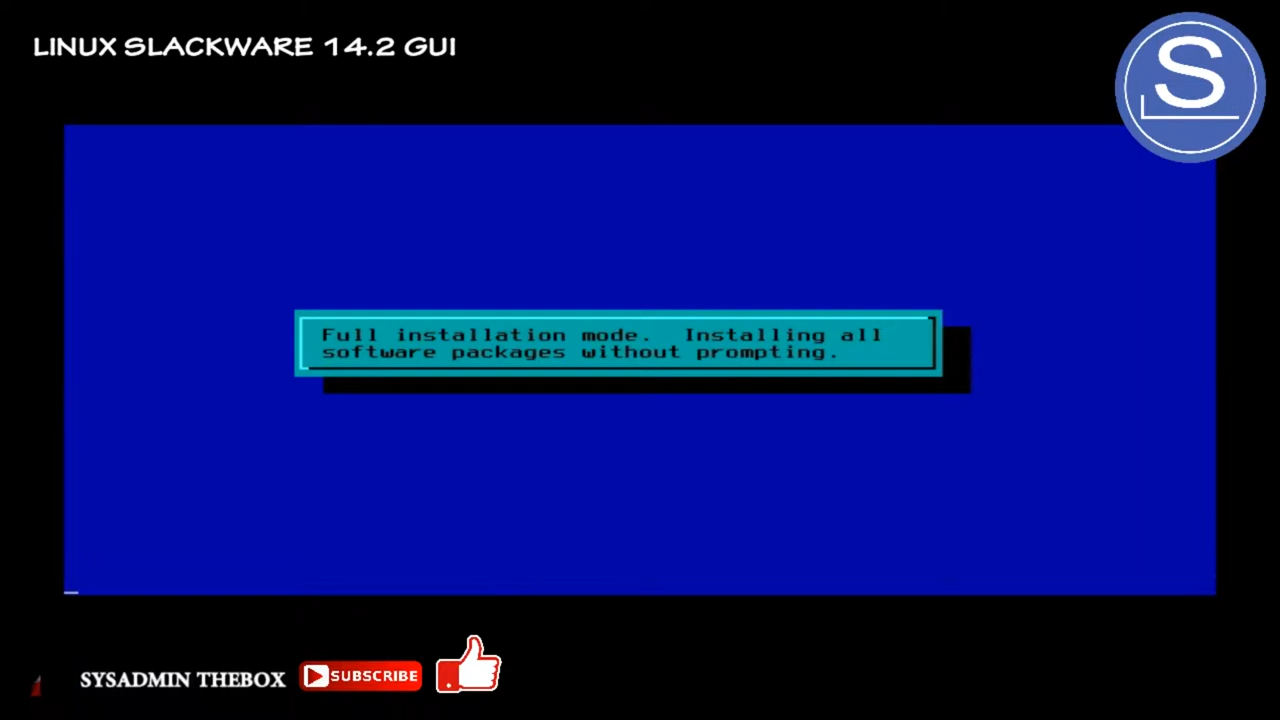 LINUX SLACKWARE 14.2 GUI
S
Full installation mode.  Installing all
software packages without prompting.
SYSADMIN THEBOX
SUBSCRIBE